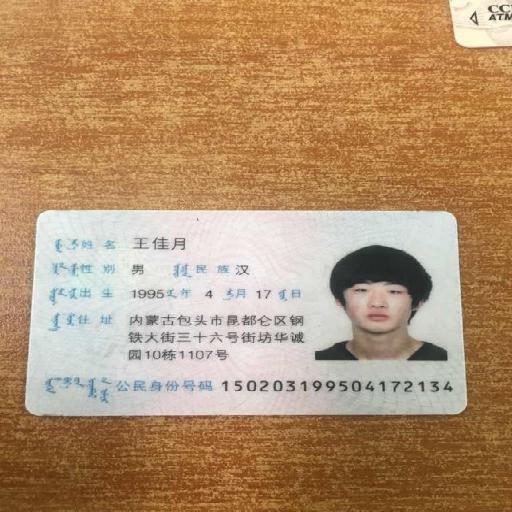 CC
ATM
姓名 王佳月
性别 男 民族 汉
出生 1995 年 4 月 17 日
住址 内蒙古包头市昆都仑区钢
铁大街三十六号街坊华诚
园10栋1107号
公民身份号码 150203199504172134